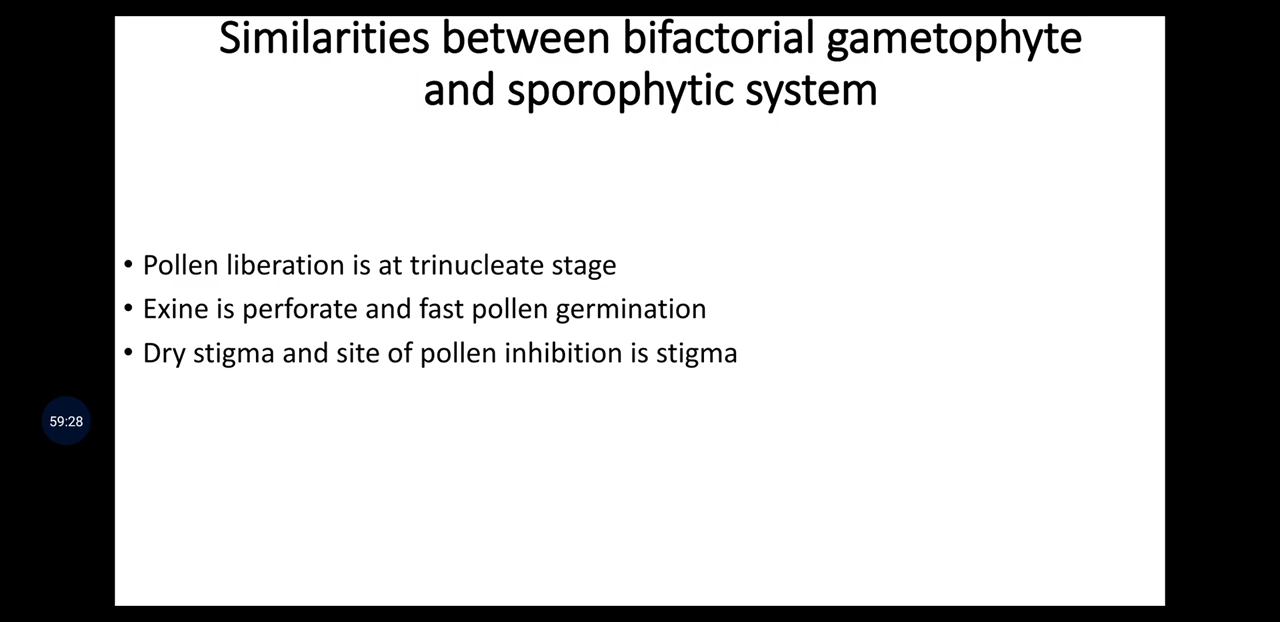 Similarities between bifactorial gametophyte
and sporophytic system
• Pollen liberation is at trinucleate stage
• Exine is perforate and fast pollen germination
• Dry stigma and site of pollen inhibition is stigma
59:28